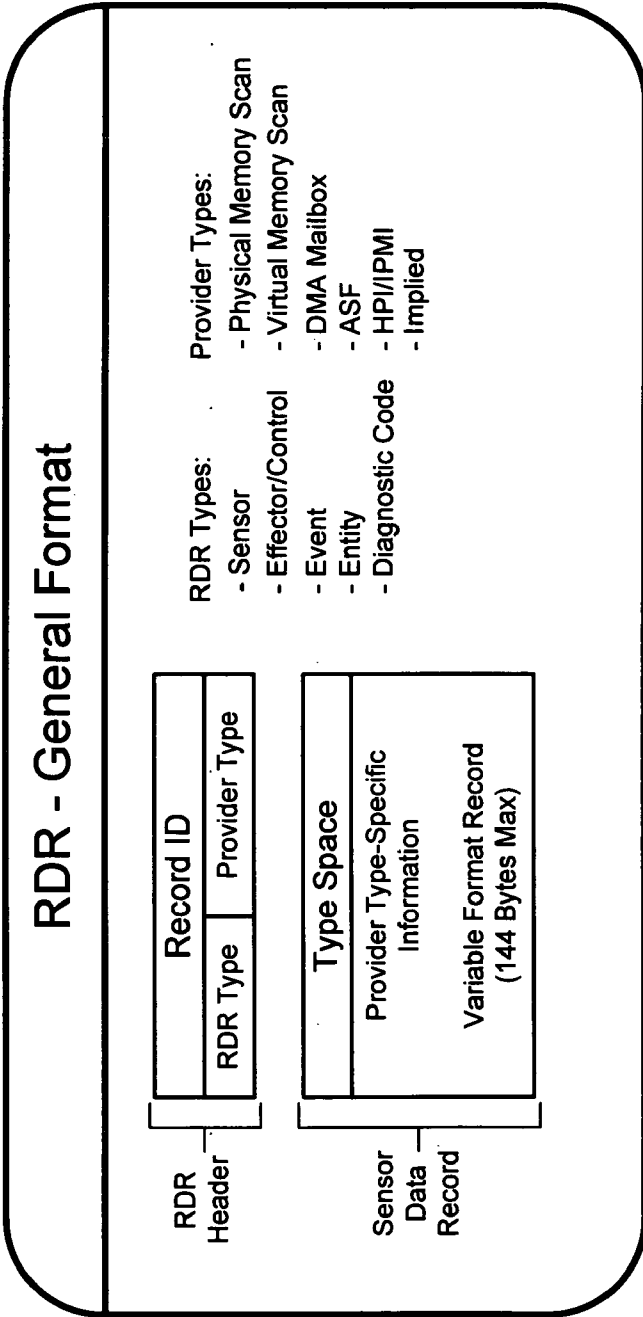 RDR - General Format
RDR
Header
Record ID
RDR Type
Provider Type
Sensor
Data
Record
Type Space
Provider Type-Specific
Information
Variable Format Record
(144 Bytes Max)
RDR Types:
- Sensor
- Effector/Control
- Event
- Entity
- Diagnostic Code
Provider Types:
- Physical Memory Scan
- Virtual Memory Scan
- DMA Mailbox
- ASF
- HPI/IPMI
- Implied